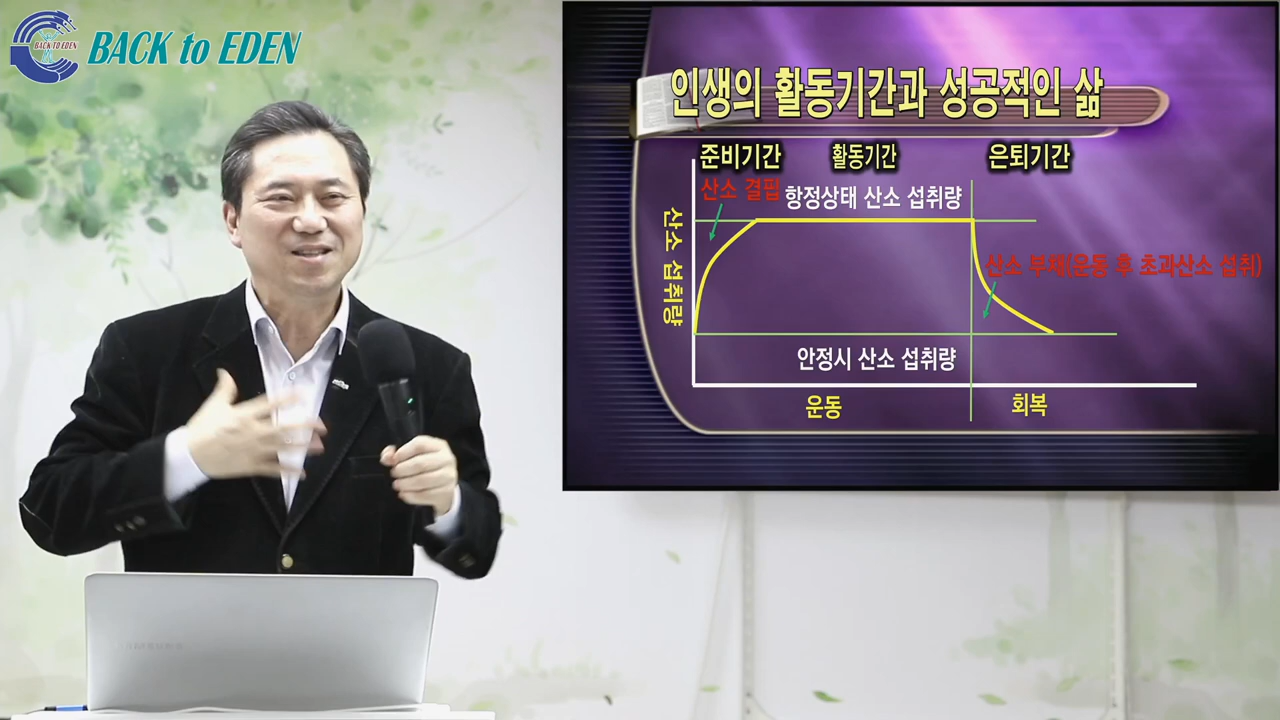 BACK TO EDEN
BACK to EDEN
인생의 활동기간과 성공적인 삶
준비기간 활동기간 은퇴기간
산소 결핍 항정상태 산소 섭취량
산소 섭취량
산소 부채(운동 후 초과산소 섭취)
안정시 산소 섭취량
운동 회복